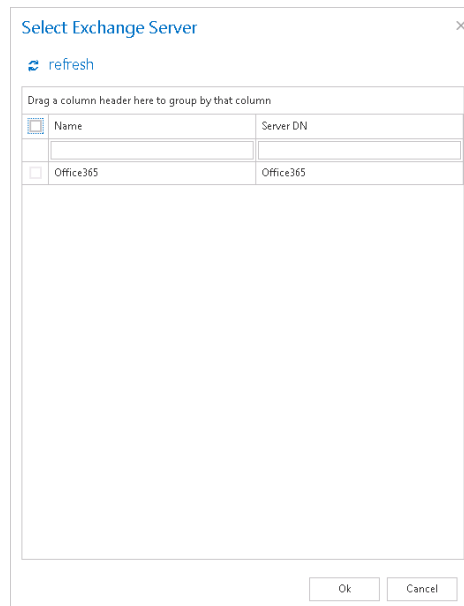 Select Exchange Server
refresh
Drag a column header here to group by that column
Name Server DN
Office365 Office365
Ok Cancel